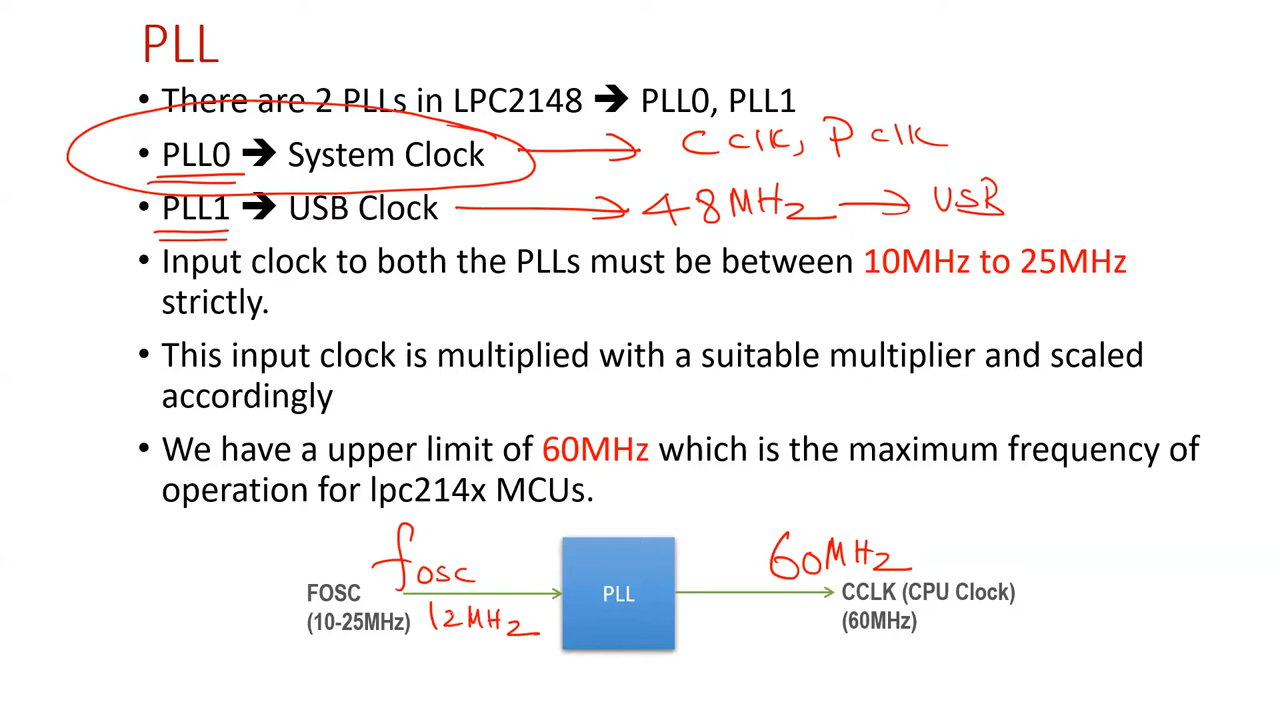 PLL
• There are 2 PLLs in LPC2148 ➔ PLL0, PLL1
• PLL0 ➔ System Clock → CClk, PClk
• PLL1 ➔ USB Clock → 48MHz → USB
• Input clock to both the PLLs must be between 10MHz to 25MHz
strictly.
• This input clock is multiplied with a suitable multiplier and scaled
accordingly
• We have a upper limit of 60MHz which is the maximum frequency of
operation for lpc214x MCUs.
fosc
60MHz
FOSC
(10-25MHz)
12MHz
PLL
CCLK (CPU Clock)
(60MHz)